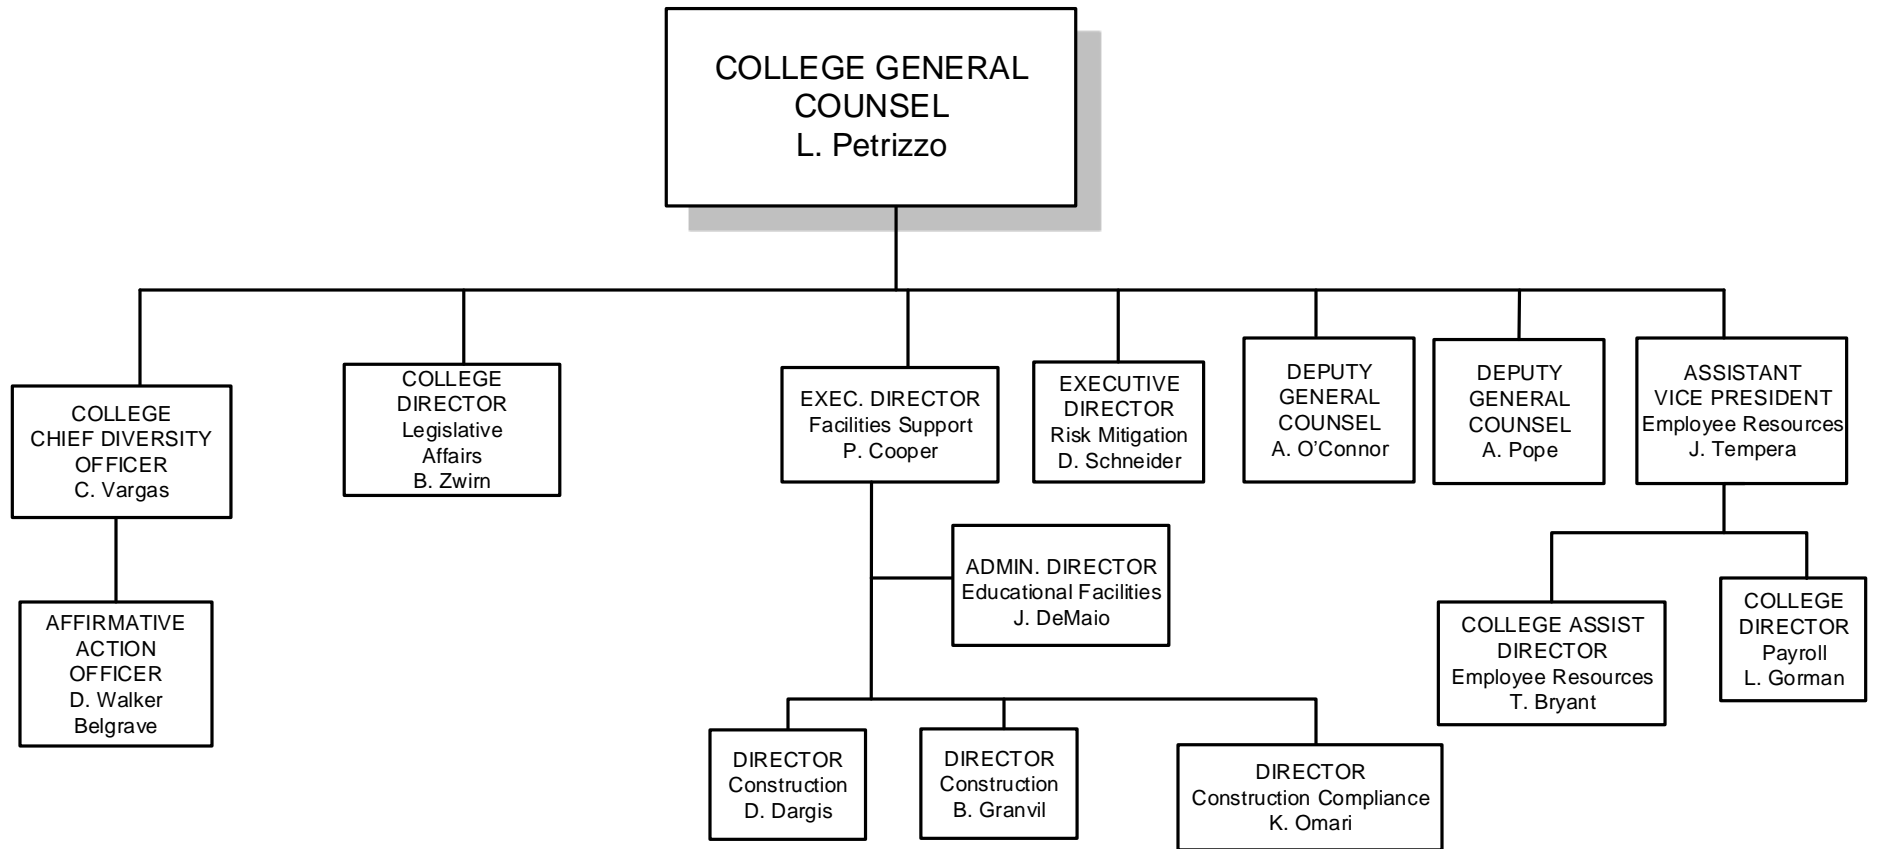 COLLEGE GENERAL
COUNSEL
L. Petrizzo
COLLEGE
CHIEF DIVERSITY
OFFICER
C. Vargas
COLLEGE
DIRECTOR
Legislative
Affairs
B. Zwirn
EXEC. DIRECTOR
Facilities Support
P. Cooper
EXECUTIVE
DIRECTOR
Risk Mitigation
D. Schneider
DEPUTY
GENERAL
COUNSEL
A. O’Connor
DEPUTY
GENERAL
COUNSEL
A. Pope
ASSISTANT
VICE PRESIDENT
Employee Resources
J. Tempera
AFFIRMATIVE
ACTION
OFFICER
D. Walker
Belgrave
ADMIN. DIRECTOR
Educational Facilities
J. DeMaio
COLLEGE ASSIST
DIRECTOR
Employee Resources
T. Bryant
COLLEGE
DIRECTOR
Payroll
L. Gorman
DIRECTOR
Construction
D. Dargis
DIRECTOR
Construction
B. Granvil
DIRECTOR
Construction Compliance
K. Omari